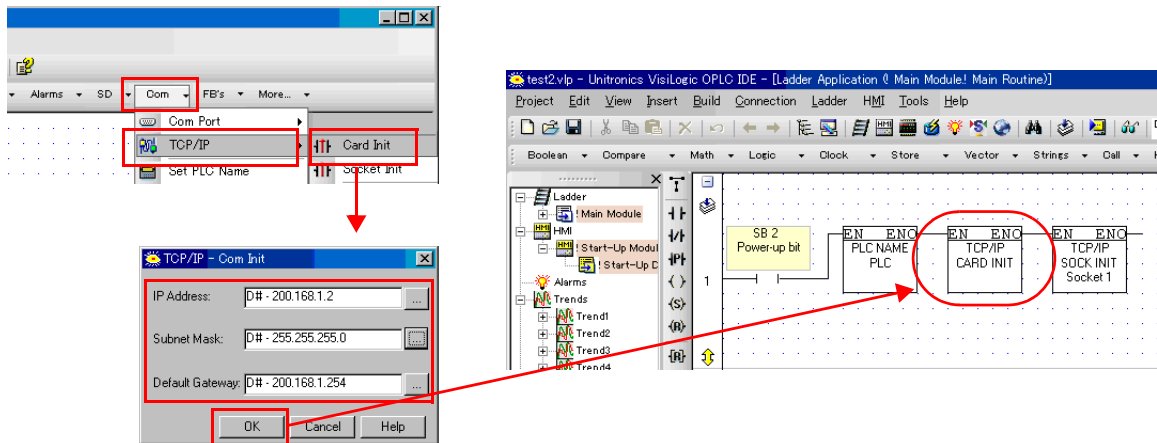 Alarms SD Com FB's More...
Com Port
TCP/IP Card Init
Set PLC Name Socket Init
TCP/IP - Com Init
IP Address: D# - 200.168.1.2 ...
Subnet Mask: D# - 255.255.255.0 ...
Default Gateway: D# - 200.168.1.254 ...
OK Cancel Help
test2.vlp - Unitronics VisiLogic OPLC IDE - [Ladder Application (! Main Module! Main Routine)]
Project Edit View Insert Build Connection Ladder HMI Tools Help
Boolean Compare Math Logic Clock Store Vector Strings Call
Ladder
! Main Module
HMI
! Start-Up Modul
! Start-Up D
Alarms
Trends
Trend1
Trend2
Trend3
Trend4
1
SB 2
Power-up bit
EN ENO EN ENO EN ENO
PLC NAME TCP/IP TCP/IP
PLC CARD INIT SOCK INIT
Socket 1